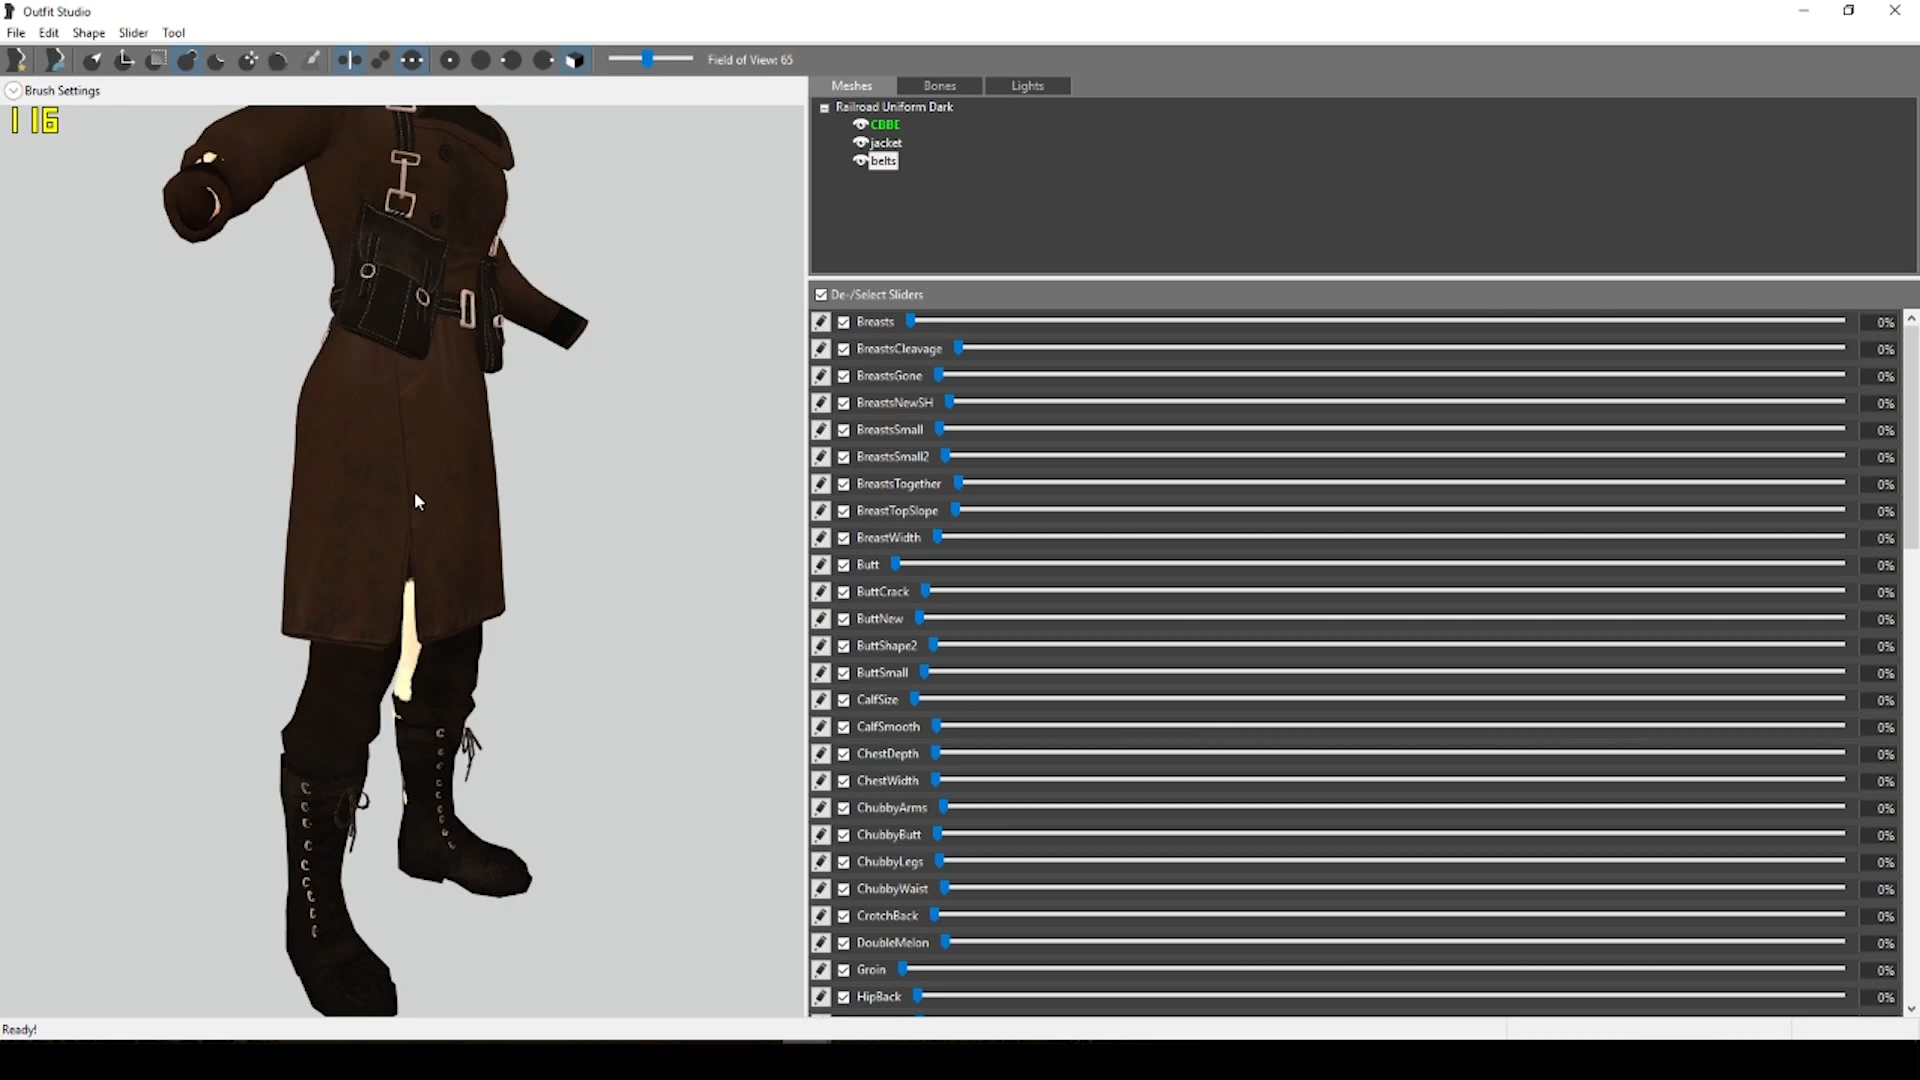 Outfit Studio
File Edit Shape Slider Tool
Field of View: 65
Brush Settings
116
Meshes Bones Lights
Railroad Uniform Dark
CBBE
jacket
belts
De-/Select Sliders
Breasts 0%
BreastsCleavage 0%
BreastsGone 0%
BreastsNewSH 0%
BreastsSmall 0%
BreastsSmall2 0%
BreastsTogether 0%
BreastTopSlope 0%
BreastWidth 0%
Butt 0%
ButtCrack 0%
ButtNew 0%
ButtShape2 0%
ButtSmall 0%
CalfSize 0%
CalfSmooth 0%
ChestDepth 0%
ChestWidth 0%
ChubbyArms 0%
ChubbyButt 0%
ChubbyLegs 0%
ChubbyWaist 0%
CrotchBack 0%
DoubleMelon 0%
Groin 0%
HipBack 0%
Ready!